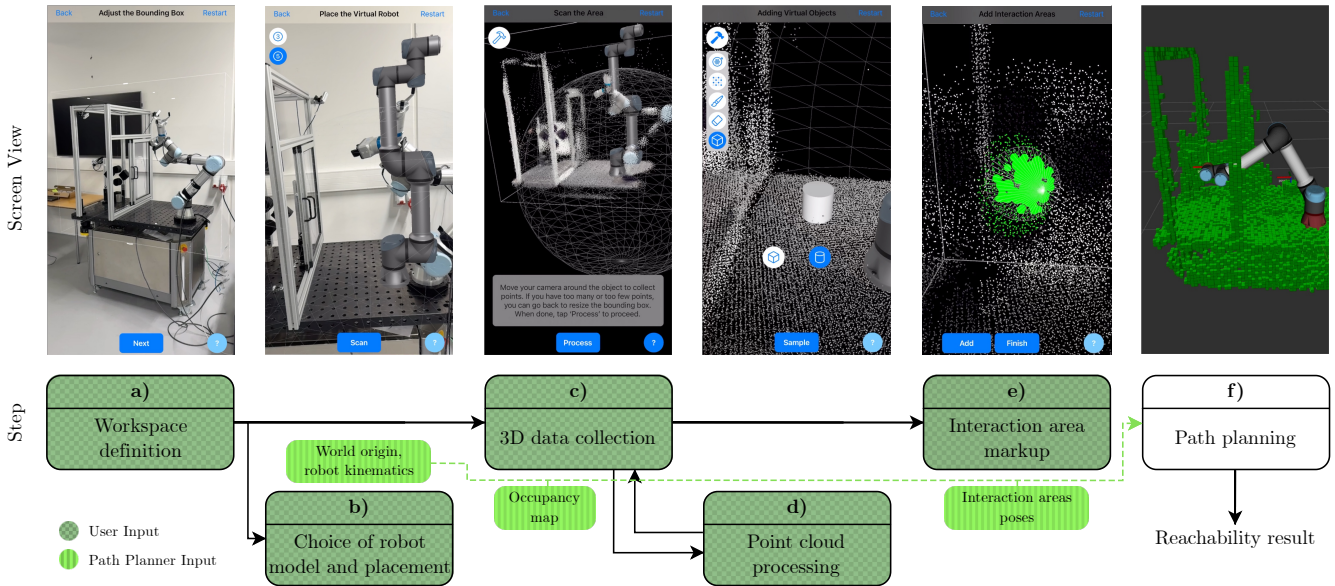 Screen View
Back Adjust the Bounding Box Restart
Next ?
Back Place the Virtual Robot Restart
3
5
Scan ?
Back Scan the Area Restart
Move your camera around the object to collect
points. If you have too many or too few points,
you can go back to resize the bounding box.
When done, tap 'Process' to proceed.
Process ?
Back Adding Virtual Objects Restart
Sample ?
Back Add Interaction Areas Restart
Add Finish ?
Step
a)
Workspace
definition
b)
Choice of robot
model and placement
c)
3D data collection
d)
Point cloud
processing
e)
Interaction area
markup
f)
Path planning
Reachability result
World origin,
robot kinematics
Occupancy
map
Interaction areas
poses
User Input
Path Planner Input